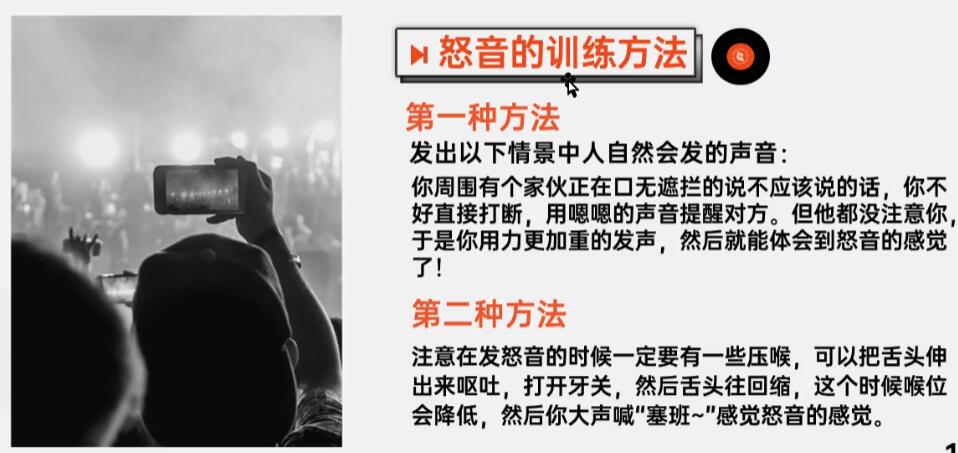 怒音的训练方法
第一种方法
发出以下情景中人自然会发的声音：
你周围有个家伙正在口无遮拦的说不应该说的话，你不
好直接打断，用嗯嗯的声音提醒对方。但他都没注意你，
于是你用力更加重的发声，然后就能体会到怒音的感觉
了！
第二种方法
注意在发怒音的时候一定要有一些压喉，可以把舌头伸
出来呕吐，打开牙关，然后舌头往回缩，这个时候喉位
会降低，然后你大声喊“塞班~”感觉怒音的感觉。